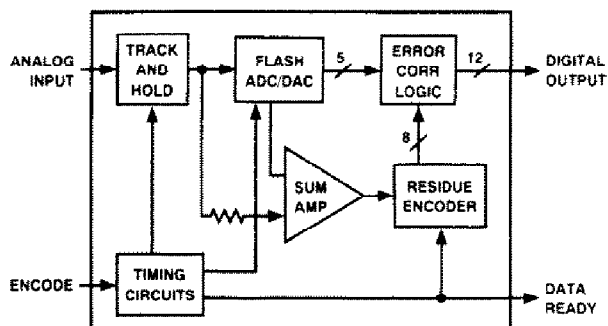 TRACK
AND
HOLD
FLASH
ADC/DAC
5
ERROR
CORR
LOGIC
12
ANALOG
INPUT
DIGITAL
OUTPUT
8
SUM
AMP
RESIDUE
ENCODER
ENCODE
TIMING
CIRCUITS
DATA
READY